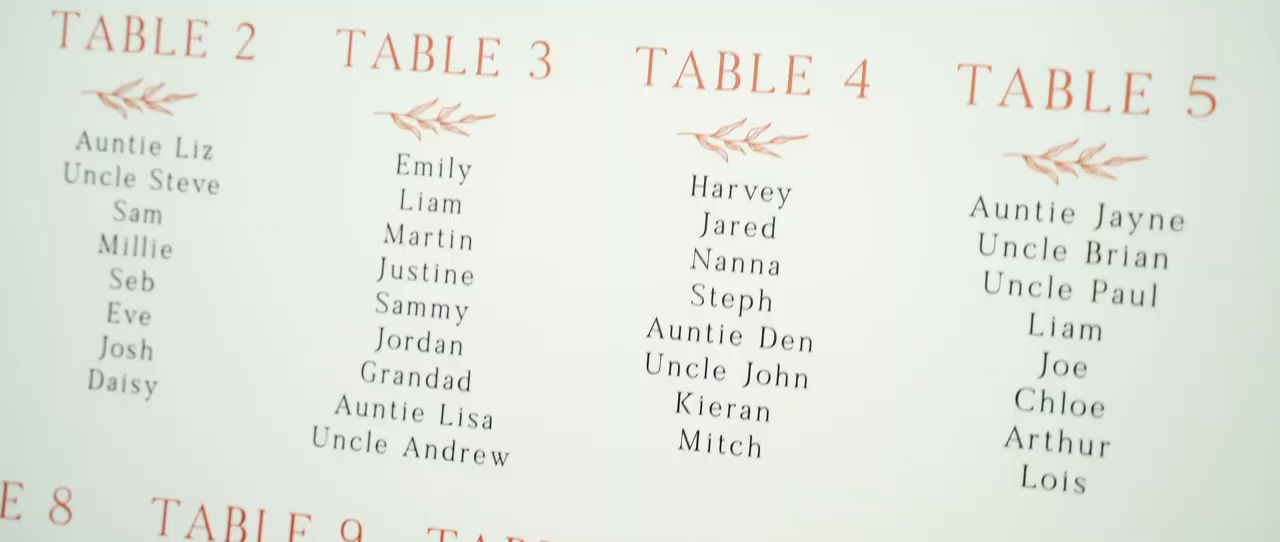 TABLE 2
Auntie Liz
Uncle Steve
Sam
Millie
Seb
Eve
Josh
Daisy
TABLE 3
Emily
Liam
Martin
Justine
Sammy
Jordan
Grandad
Auntie Lisa
Uncle Andrew
TABLE 4
Harvey
Jared
Nanna
Steph
Auntie Den
Uncle John
Kieran
Mitch
TABLE 5
Auntie Jayne
Uncle Brian
Uncle Paul
Liam
Joe
Chloe
Arthur
Lois
E 8
TABLE 9